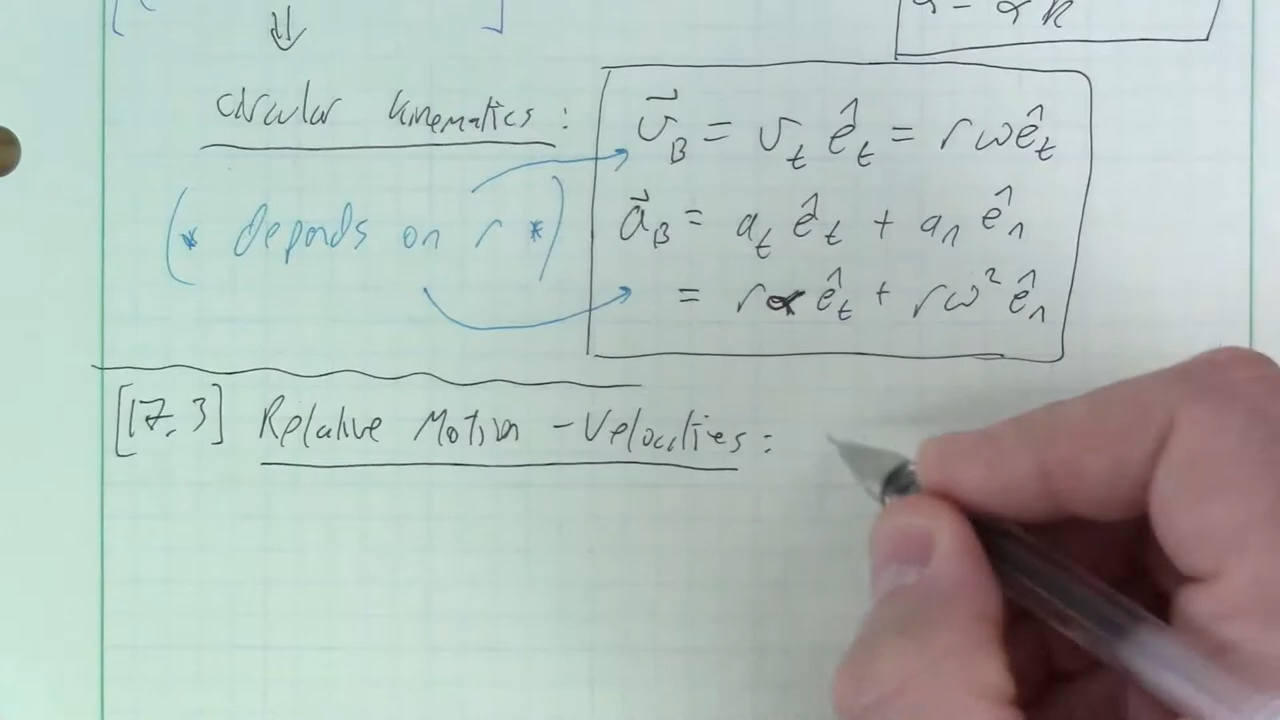 α = α k
circular kinematics:
(* depends on r *)
v⃗_B = v_t ê_t = rωê_t
a⃗_B = a_t ê_t + a_n ê_n
= rα ê_t + rω² ê_n
[17.3] Relative Motion - Velocities: